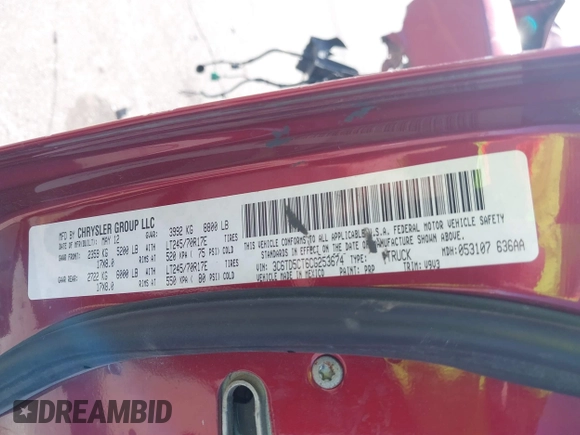 MFD BY CHRYSLER GROUP LLC
DATE OF MFR(BUILT): MAY 12 GVWR: 3992 KG 8800 LB
GAWR FRONT: 2359 KG 5200 LB WITH LT245/70R17E TIRES
17X8.0 RIMS AT 520 KPA ( 75 PSI) COLD
GAWR REAR: 2722 KG 6000 LB WITH LT245/70R17E TIRES
17X8.0 RIMS AT 550 KPA ( 80 PSI) COLD
THIS VEHICLE CONFORMS TO ALL APPLICABLE U.S.A. FEDERAL MOTOR VEHICLE SAFETY
STANDARDS IN EFFECT ON THE DATE OF MANUFACTURE SHOWN ABOVE.
VIN: 3C6TD5CT6CG253674 TYPE: TRUCK MDH: 053107 636AA
VEHICLE MADE IN MEXICO PAINT: PRP TRIM: V9V3
DREAMBID